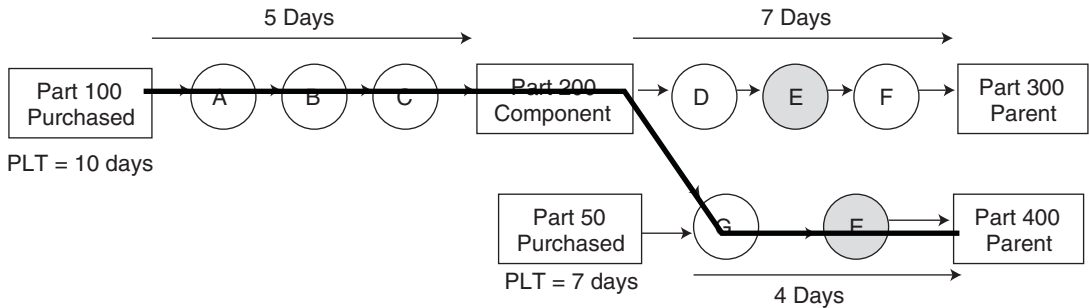 5 Days
7 Days
Part 100
Purchased
A
B
C
Part 200
Component
D
E
F
Part 300
Parent
PLT = 10 days
Part 50
Purchased
G
E
Part 400
Parent
PLT = 7 days
4 Days